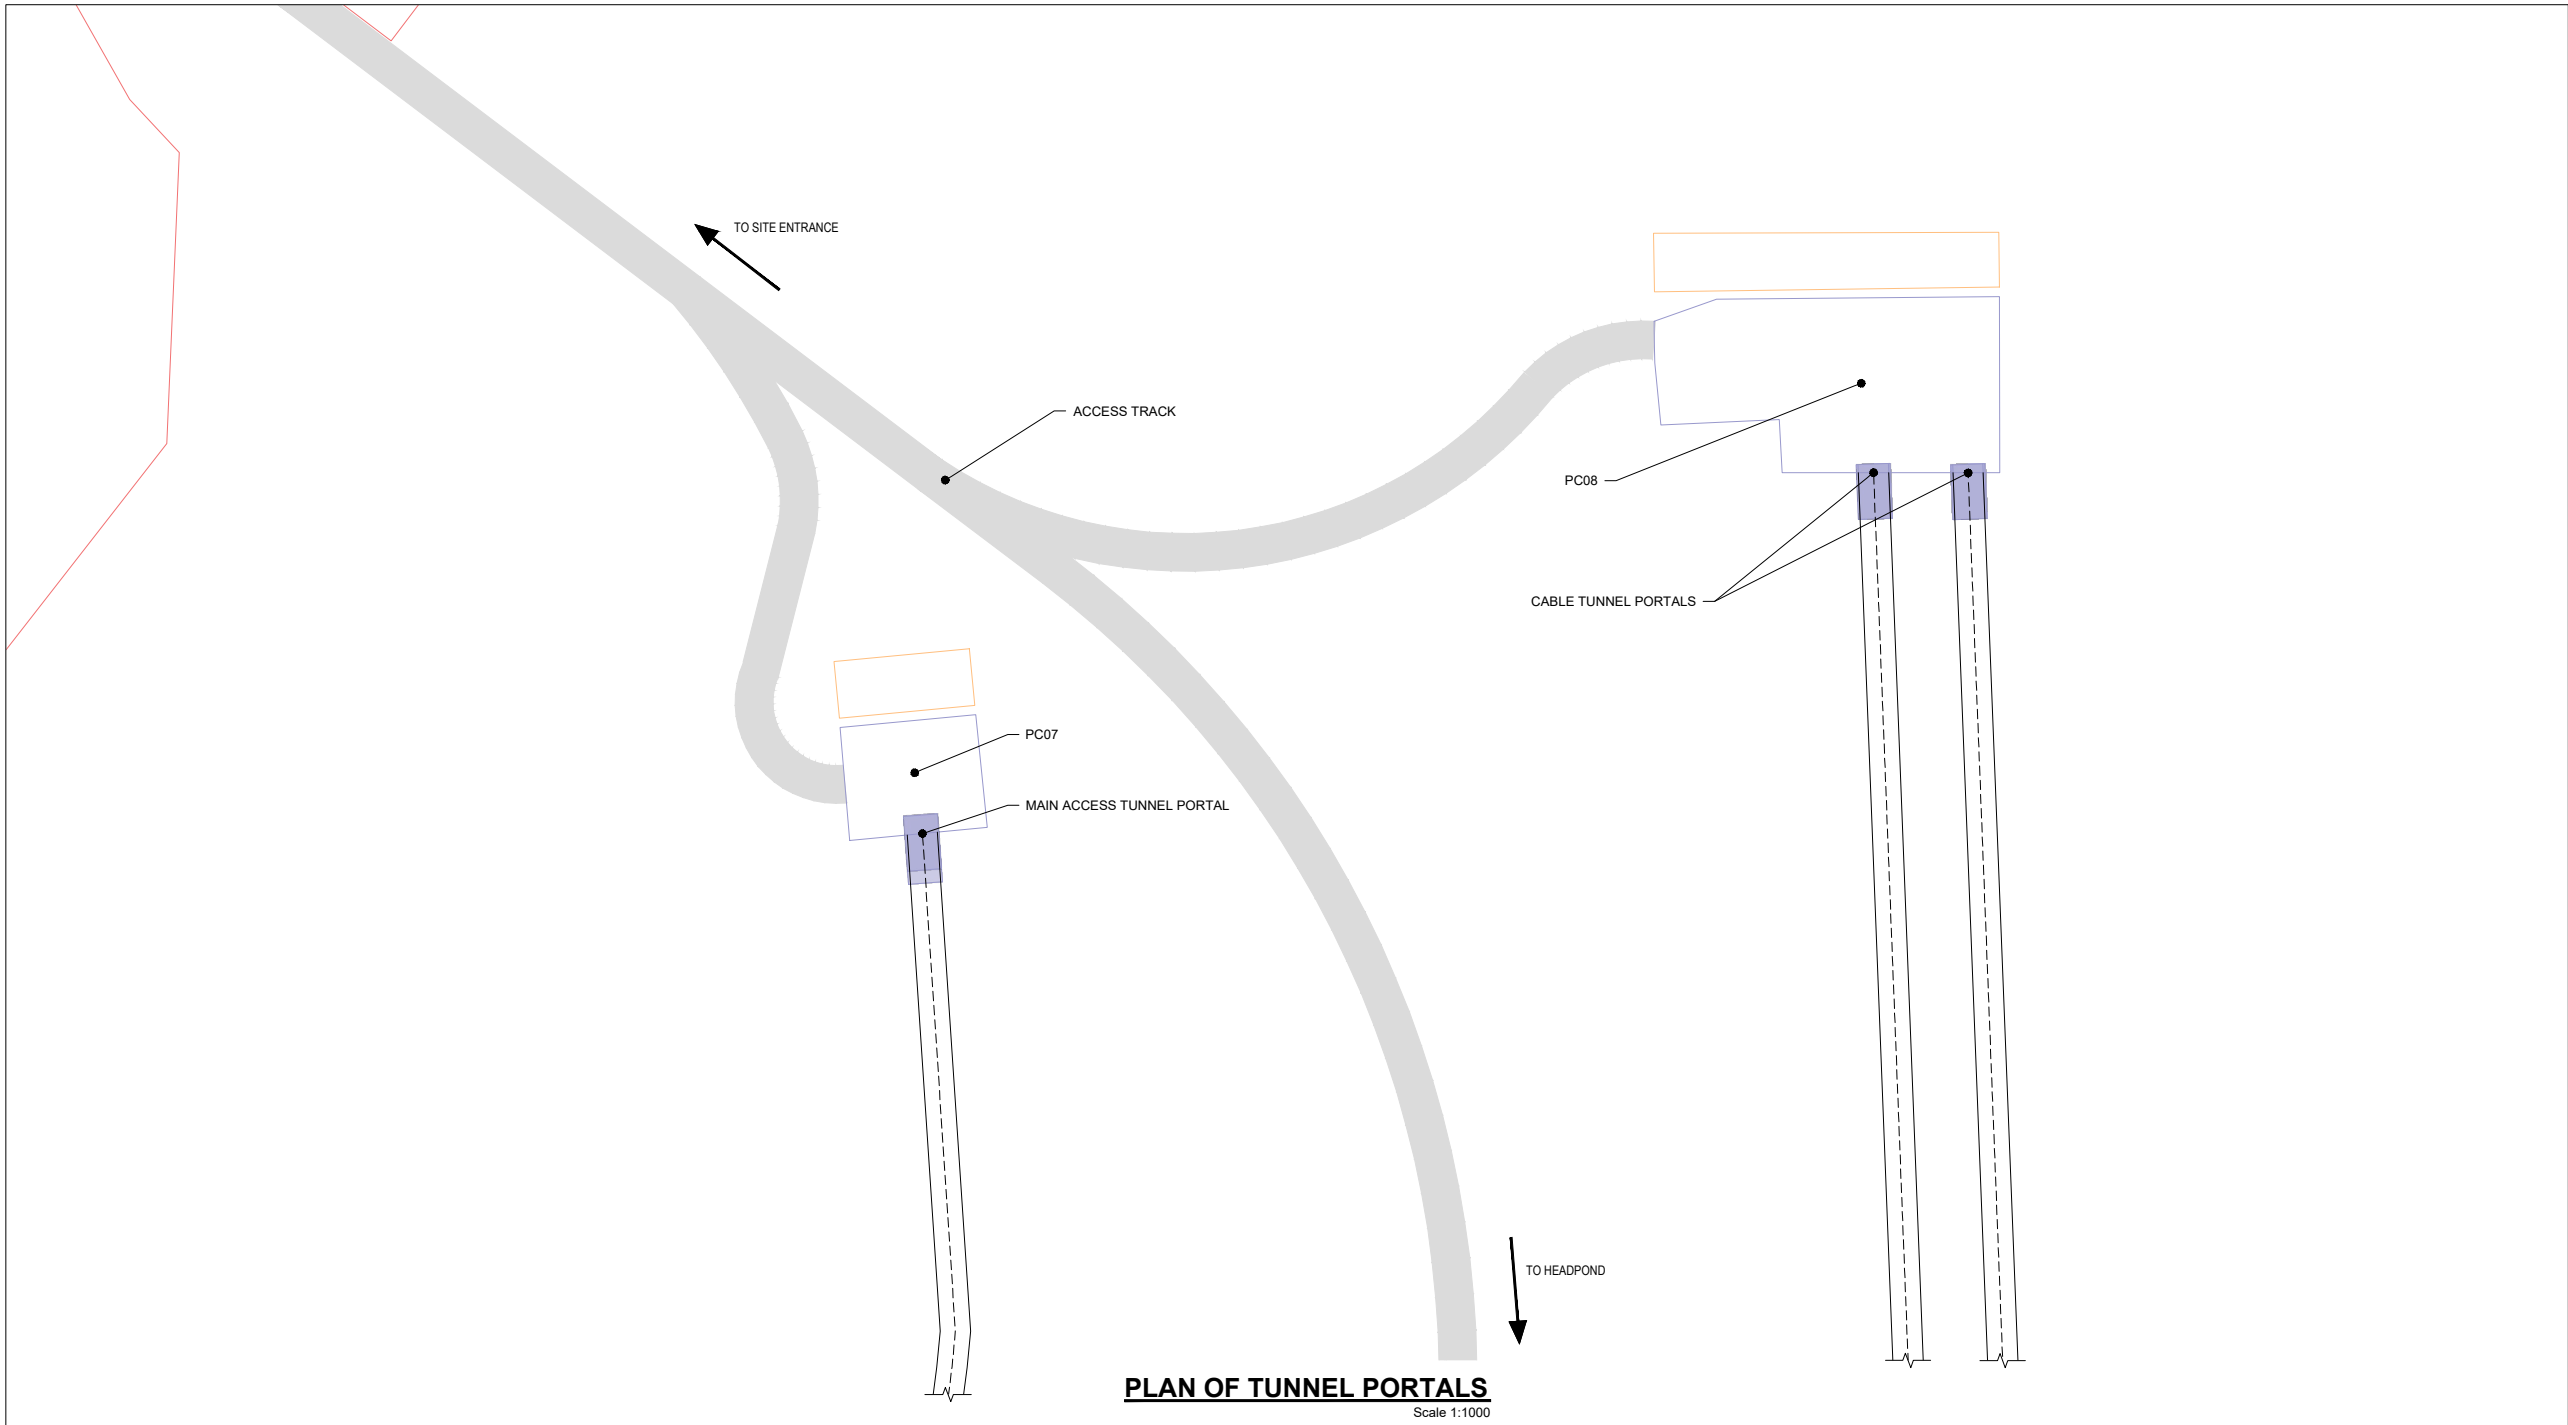 TO SITE ENTRANCE
ACCESS TRACK
PC08
CABLE TUNNEL PORTALS
PC07
MAIN ACCESS TUNNEL PORTAL
TO HEADPOND
PLAN OF TUNNEL PORTALS
Scale 1:1000